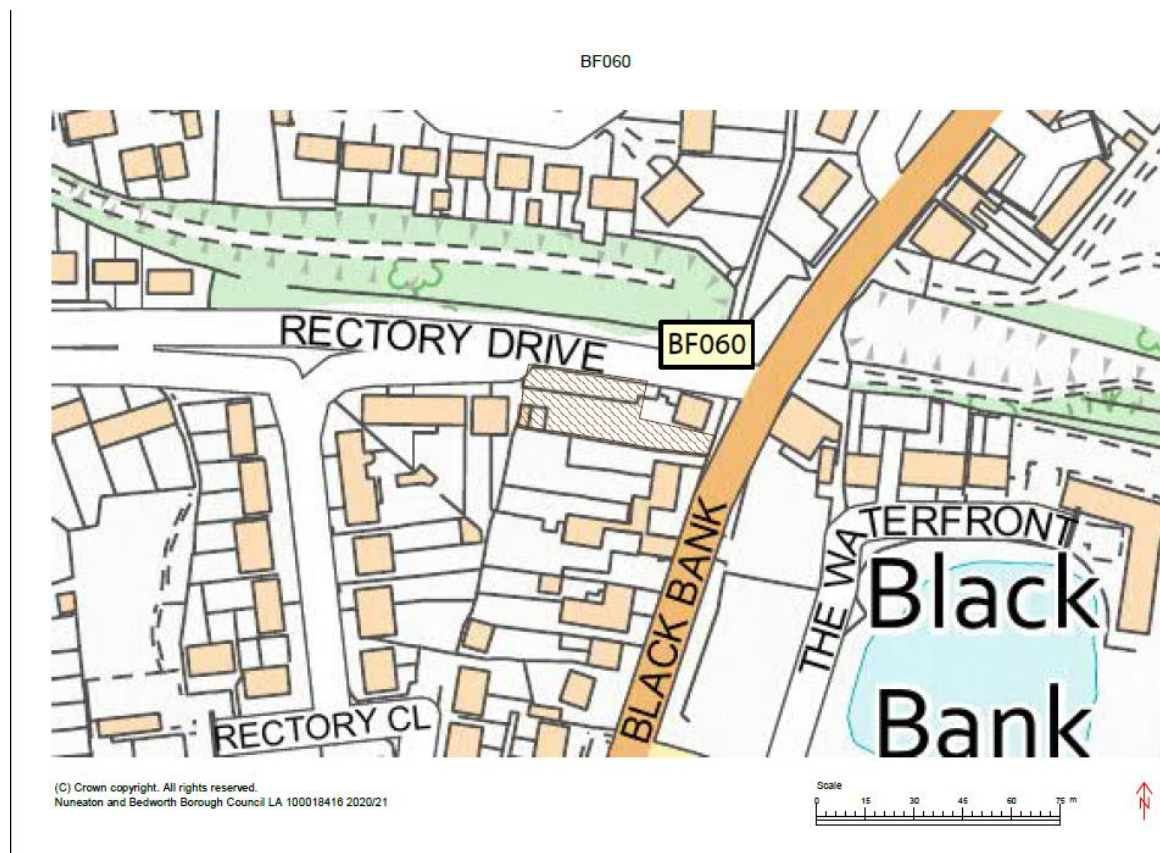 BF060
RECTORY DRIVE
BF060
BLACK BANK
THE WATERFRONT
Black
Bank
RECTORY CL
(C) Crown copyright. All rights reserved.
Nuneaton and Bedworth Borough Council LA 100018416 2020/21
Scale
0 15 30 45 60 75 m
N